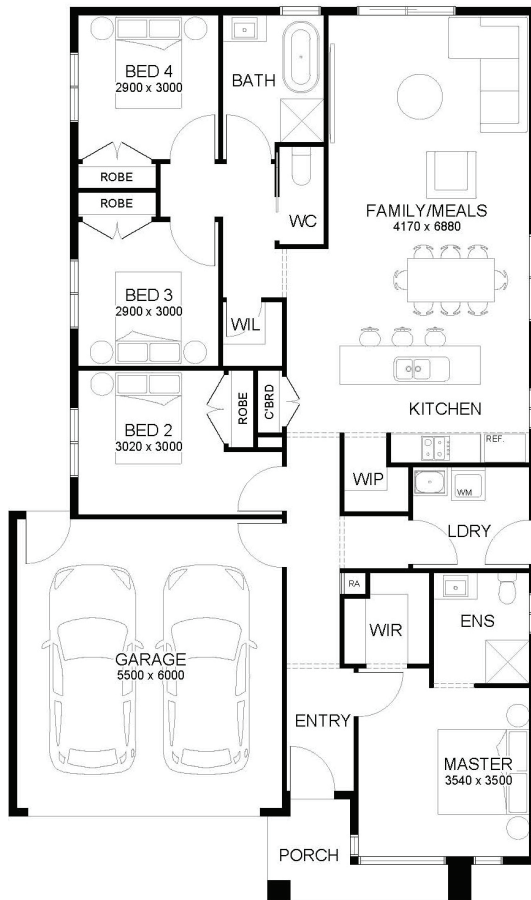 BED 4
2900 x 3000
BATH
ROBE
ROBE
WC
FAMILY/MEALS
4170 x 6880
BED 3
2900 x 3000
WIL
KITCHEN
BED 2
3020 x 3000
ROBE
C'BRD
REF.
WIP
WM
LDRY
RA
WIR
ENS
GARAGE
5500 x 6000
ENTRY
MASTER
3540 x 3500
PORCH